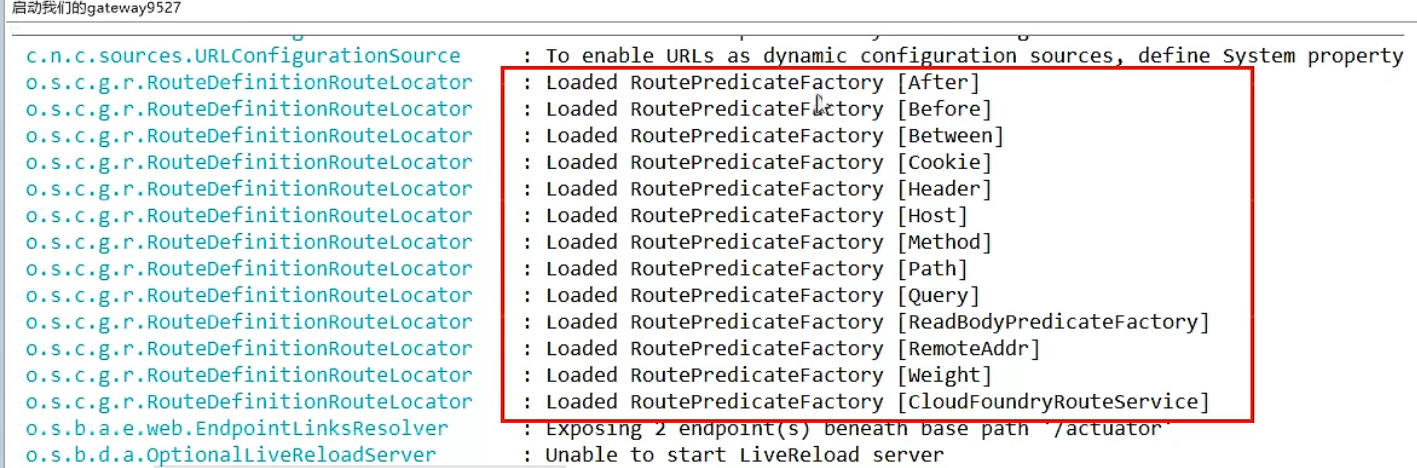 启动我们的gateway9527
c.n.c.sources.URLConfigurationSource : To enable URLs as dynamic configuration sources, define System property
o.s.c.g.r.RouteDefinitionRouteLocator : Loaded RoutePredicateFactory [After]
o.s.c.g.r.RouteDefinitionRouteLocator : Loaded RoutePredicateFactory [Before]
o.s.c.g.r.RouteDefinitionRouteLocator : Loaded RoutePredicateFactory [Between]
o.s.c.g.r.RouteDefinitionRouteLocator : Loaded RoutePredicateFactory [Cookie]
o.s.c.g.r.RouteDefinitionRouteLocator : Loaded RoutePredicateFactory [Header]
o.s.c.g.r.RouteDefinitionRouteLocator : Loaded RoutePredicateFactory [Host]
o.s.c.g.r.RouteDefinitionRouteLocator : Loaded RoutePredicateFactory [Method]
o.s.c.g.r.RouteDefinitionRouteLocator : Loaded RoutePredicateFactory [Path]
o.s.c.g.r.RouteDefinitionRouteLocator : Loaded RoutePredicateFactory [Query]
o.s.c.g.r.RouteDefinitionRouteLocator : Loaded RoutePredicateFactory [ReadBodyPredicateFactory]
o.s.c.g.r.RouteDefinitionRouteLocator : Loaded RoutePredicateFactory [RemoteAddr]
o.s.c.g.r.RouteDefinitionRouteLocator : Loaded RoutePredicateFactory [Weight]
o.s.c.g.r.RouteDefinitionRouteLocator : Loaded RoutePredicateFactory [CloudFoundryRouteService]
o.s.b.a.e.web.EndpointLinksResolver : Exposing 2 endpoint(s) beneath base path '/actuator'
o.s.b.d.a.OptionalLiveReloadServer : Unable to start LiveReload server